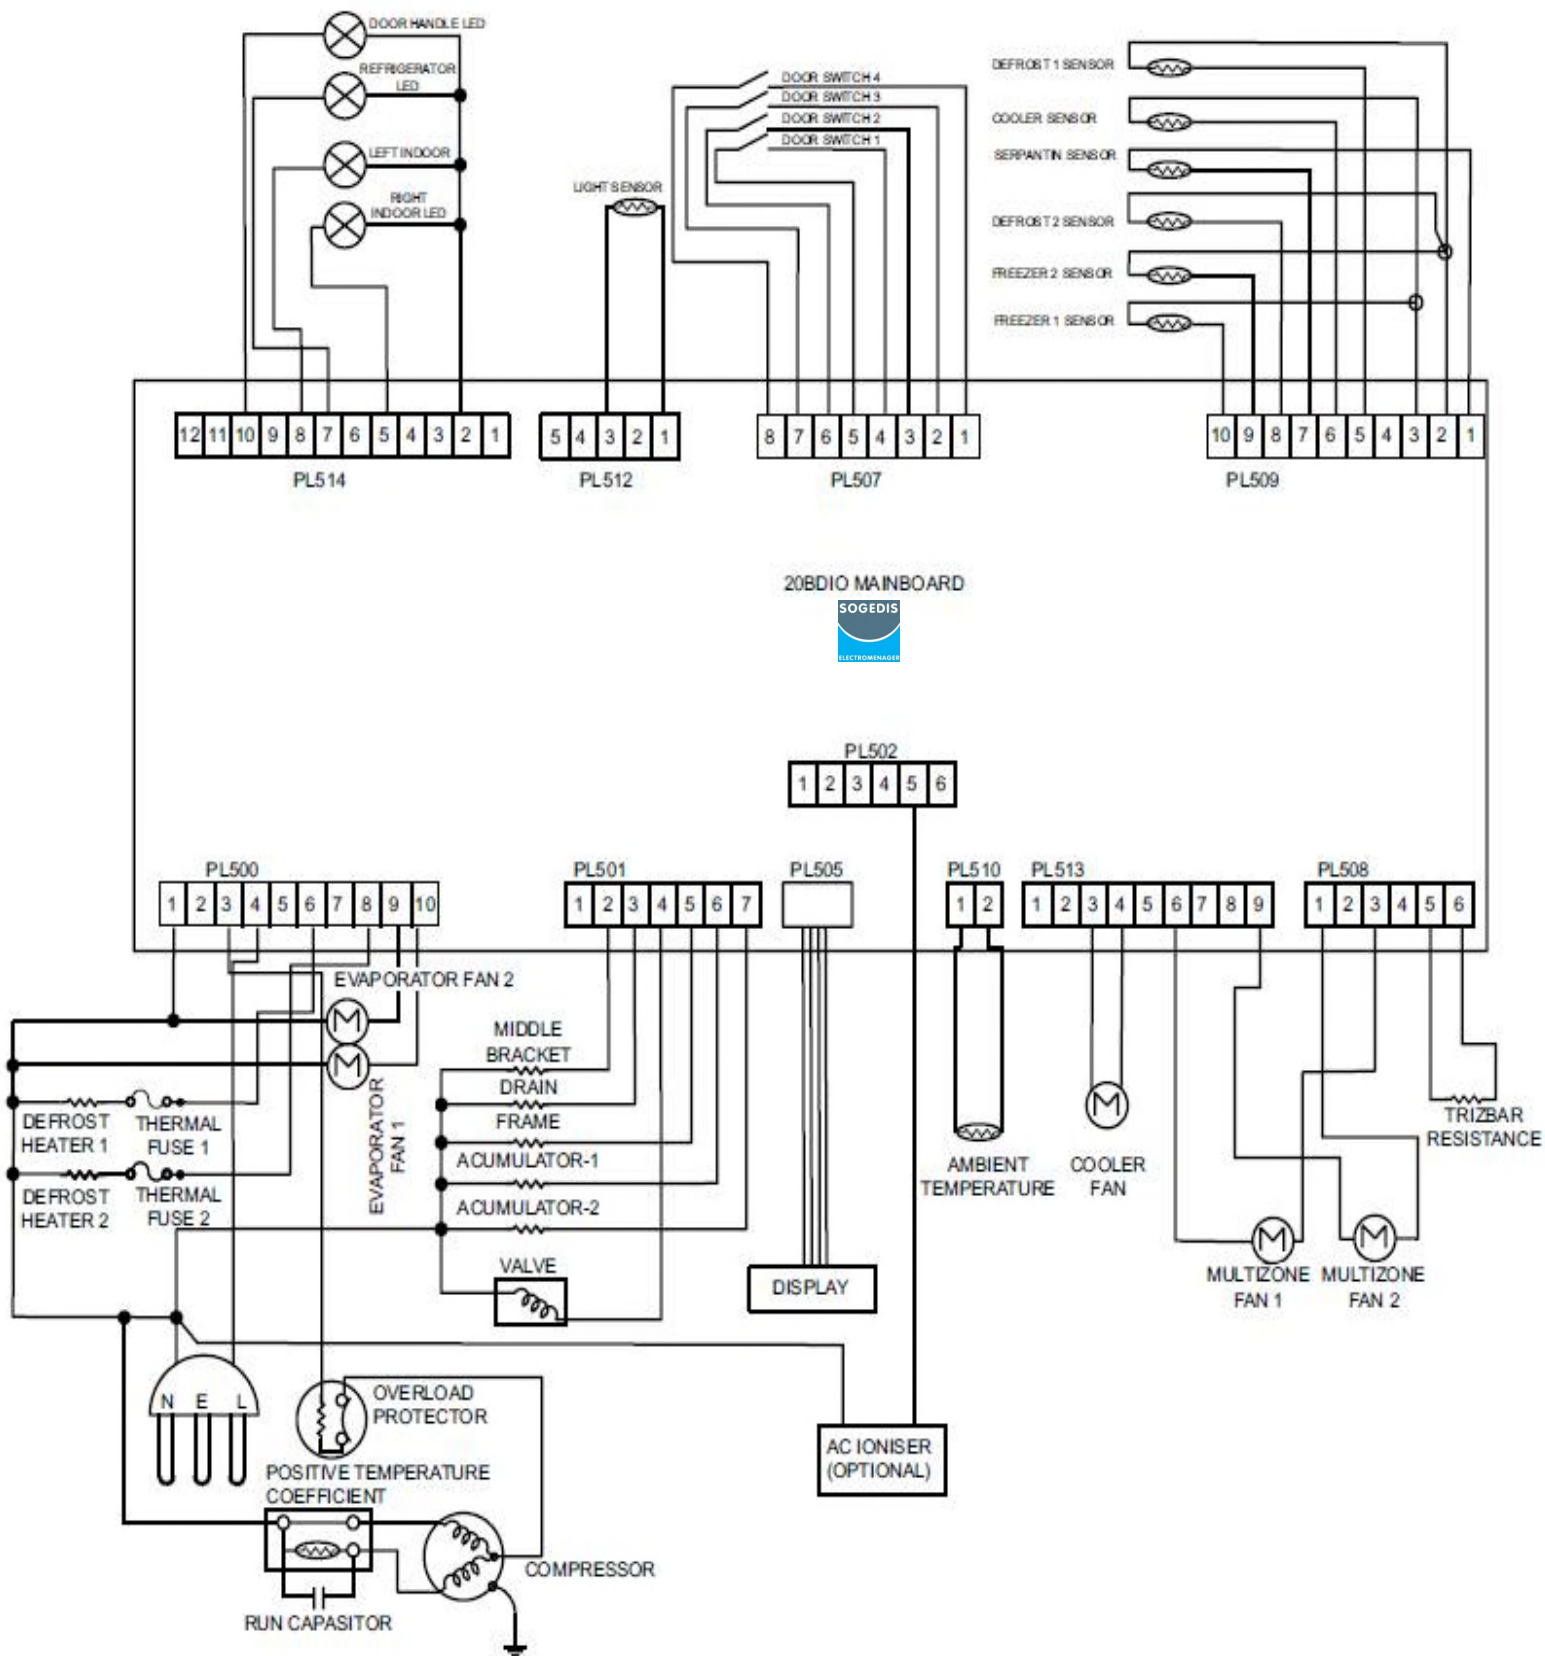 DOOR HANDLE LED
REFRIGERATOR
LED
LEFT INDOOR
RIGHT
INDOOR LED
LIGHT SENSOR
DOOR SWITCH 4
DOOR SWITCH 3
DOOR SWITCH 2
DOOR SWITCH 1
DEFROST 1 SENSOR
COOLER SENSOR
SERPANTIN SENSOR
DEFROST 2 SENSOR
FREEZER 2 SENSOR
FREEZER 1 SENSOR
12 11 10 9 8 7 6 5 4 3 2 1
PL514
5 4 3 2 1
PL512
8 7 6 5 4 3 2 1
PL507
10 9 8 7 6 5 4 3 2 1
PL509
20BDIO MAINBOARD
SOGEDIS
ELECTROMENAGER
PL502
1 2 3 4 5 6
PL500
1 2 3 4 5 6 7 8 9 10
PL501
1 2 3 4 5 6 7
PL505
PL510
1 2
PL513
1 2 3 4 5 6 7 8 9
PL508
1 2 3 4 5 6
EVAPORATOR FAN 2
M
M
EVAPORATOR
FAN 1
DEFROST
HEATER 1
THERMAL
FUSE 1
DEFROST
HEATER 2
THERMAL
FUSE 2
MIDDLE
BRACKET
DRAIN
FRAME
ACUMULATOR-1
ACUMULATOR-2
VALVE
DISPLAY
AMBIENT
TEMPERATURE
M
COOLER
FAN
M
MULTIZONE
FAN 1
M
MULTIZONE
FAN 2
TRIZBAR
RESISTANCE
N E L
OVERLOAD
PROTECTOR
POSITIVE TEMPERATURE
COEFFICIENT
RUN CAPASITOR
COMPRESSOR
AC IONISER
(OPTIONAL)